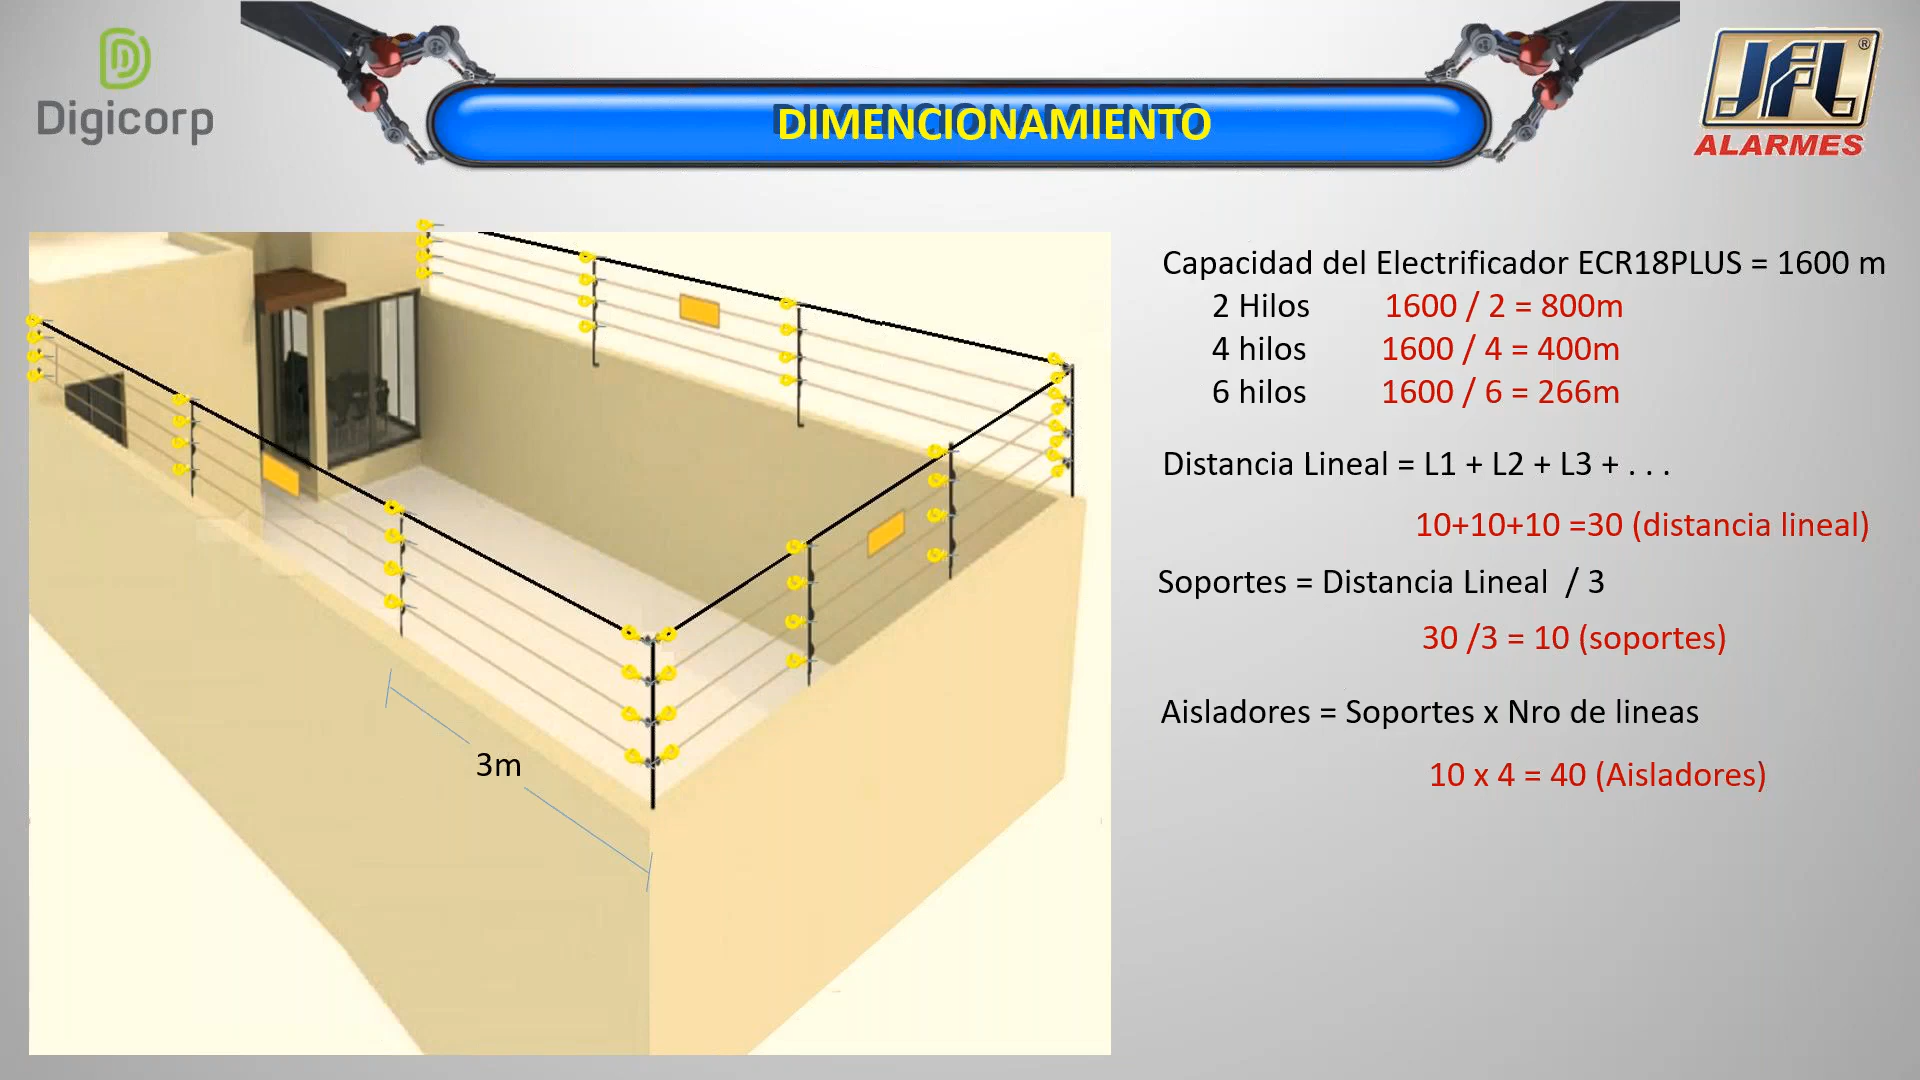 Digicorp
DIMENCIONAMIENTO
JFL®
ALARMES
Capacidad del Electrificador ECR18PLUS = 1600 m
2 Hilos 1600 / 2 = 800m
4 hilos 1600 / 4 = 400m
6 hilos 1600 / 6 = 266m
Distancia Lineal = L1 + L2 + L3 + . . .
10+10+10 =30 (distancia lineal)
Soportes = Distancia Lineal / 3
30 /3 = 10 (soportes)
Aisladores = Soportes x Nro de lineas
10 x 4 = 40 (Aisladores)
3m